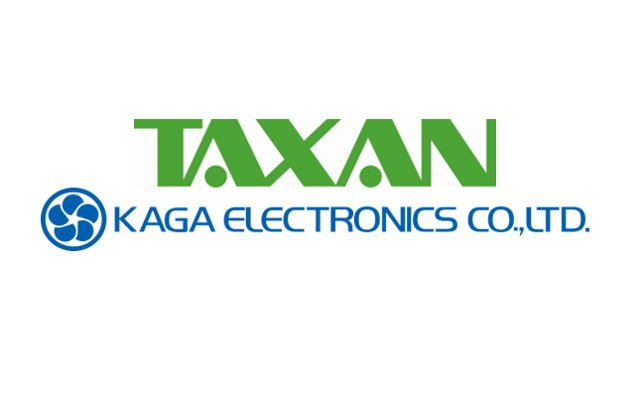 TAXAN
KAGA ELECTRONICS CO.,LTD.